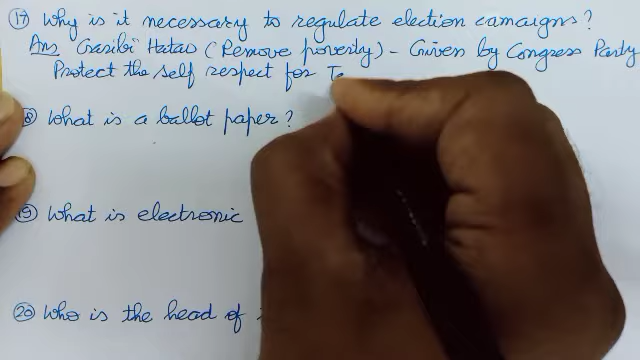 (17) Why is it necessary to regulate election camaigns?
Ans "Garibi" Hatao (Remove poverty) - Given by Congress Party
Protect the self respect for Te
(18) What is a ballot paper?
(19) What is electronic
(20) Who is the head of